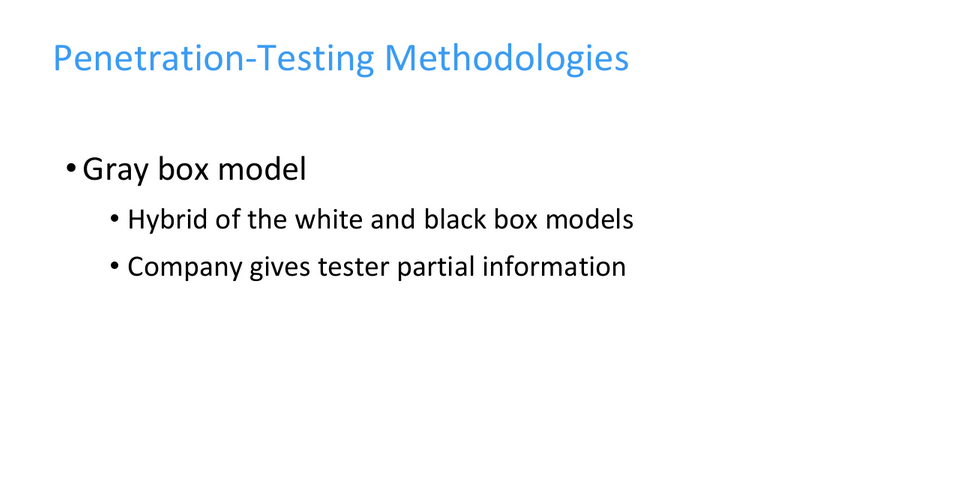 Penetration-Testing Methodologies
• Gray box model
• Hybrid of the white and black box models
• Company gives tester partial information